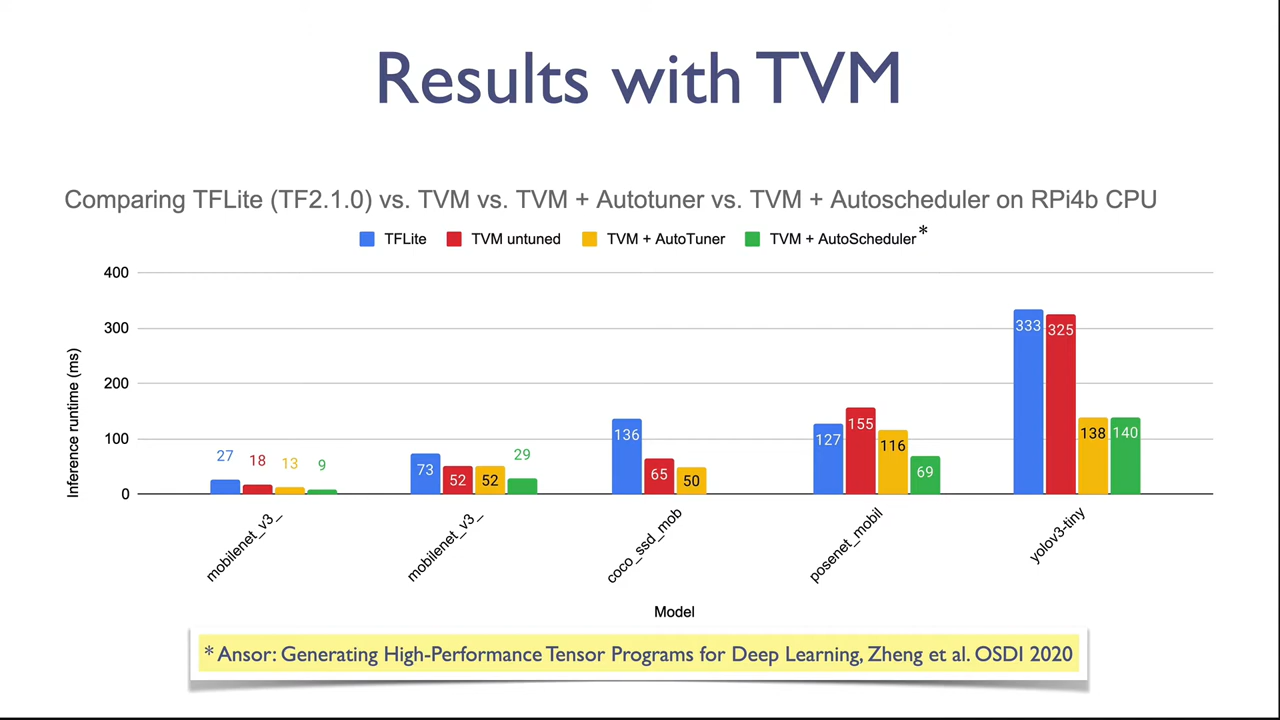 Results with TVM
Comparing TFLite (TF2.1.0) vs. TVM vs. TVM + Autotuner vs. TVM + Autoscheduler on RPi4b CPU
TFLite TVM untuned TVM + AutoTuner TVM + AutoScheduler*
Inference runtime (ms)
400
300
200
100
0
27 18 13 9
73 52 52 29
136 65 50
127 155 116 69
333 325 138 140
mobilenet_v3_ mobilenet_v3_ coco_ssd_mob posenet_mobil yolov3-tiny
Model
* Ansor: Generating High-Performance Tensor Programs for Deep Learning, Zheng et al. OSDI 2020